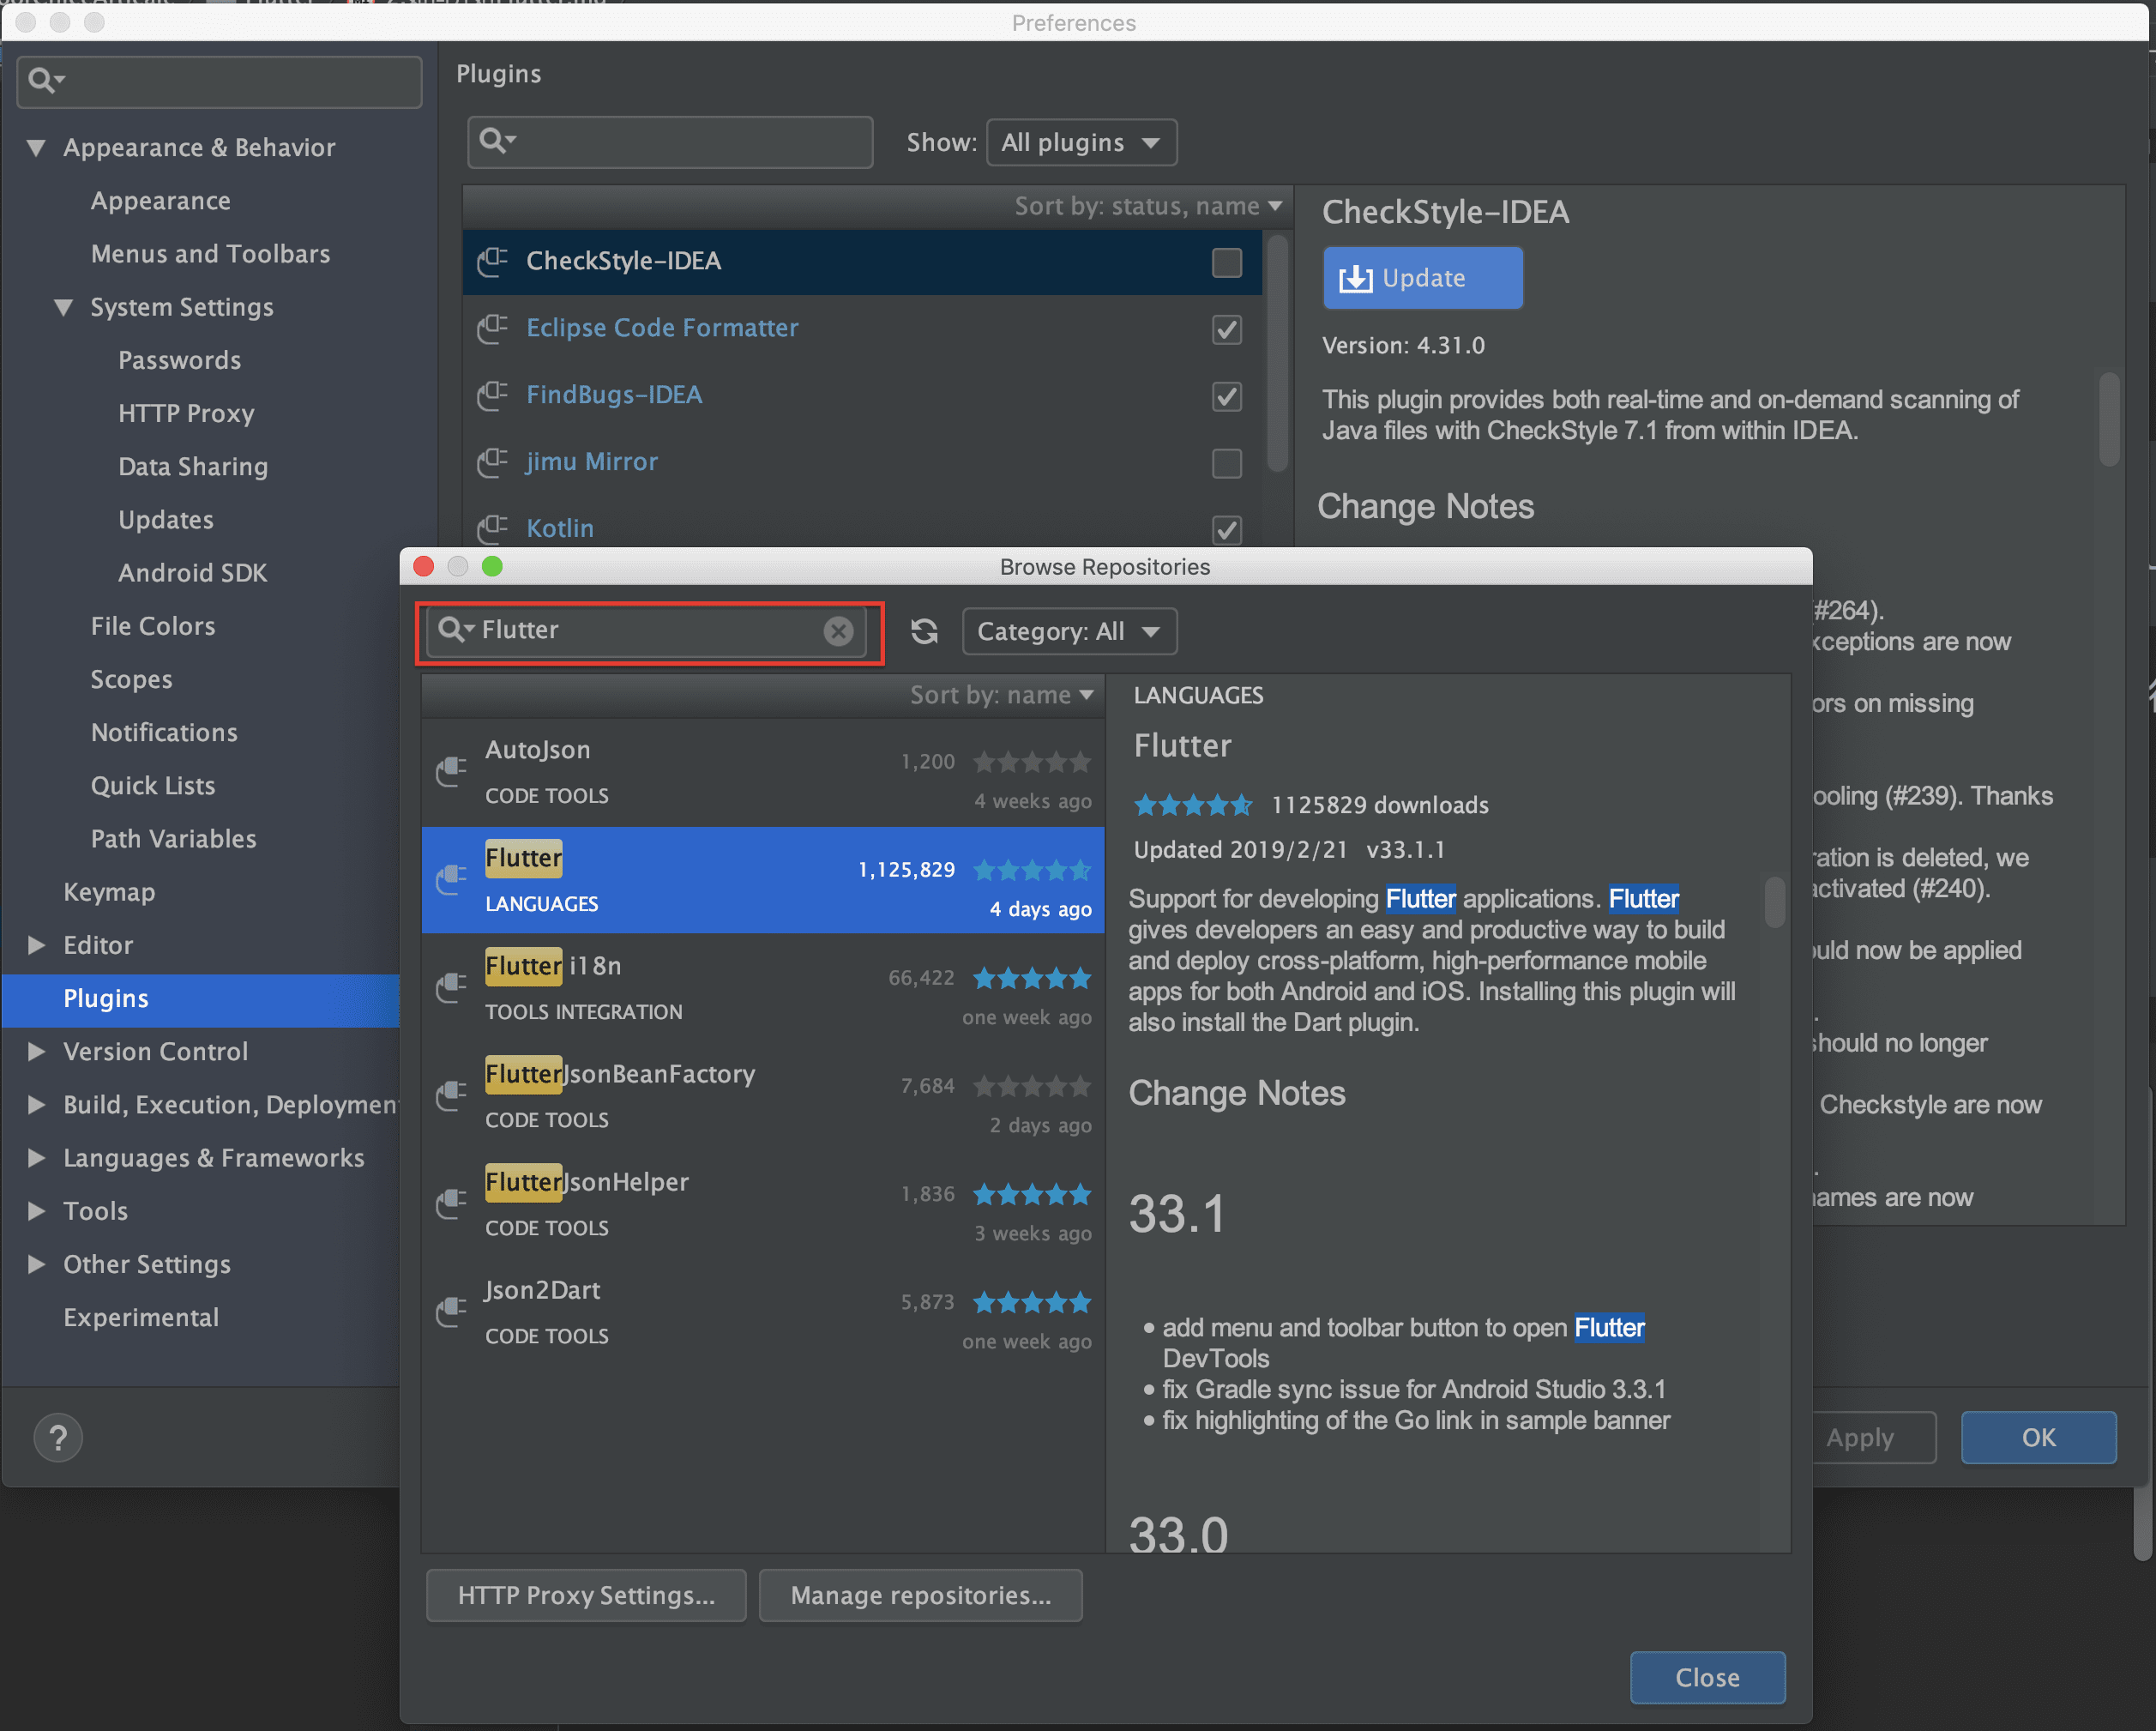 Preferences
Appearance & Behavior
Appearance
Menus and Toolbars
System Settings
Passwords
HTTP Proxy
Data Sharing
Updates
Android SDK
File Colors
Scopes
Notifications
Quick Lists
Path Variables
Keymap
Editor
Plugins
Version Control
Build, Execution, Deploymen
Languages & Frameworks
Tools
Other Settings
Experimental
?
Plugins
Show: All plugins
Sort by: status, name
CheckStyle-IDEA
Eclipse Code Formatter
FindBugs-IDEA
jimu Mirror
Kotlin
CheckStyle-IDEA
Update
Version: 4.31.0
This plugin provides both real-time and on-demand scanning of
Java files with CheckStyle 7.1 from within IDEA.
Change Notes
(#264).
are now
on missing
(#239). Thanks
is deleted, we
(#240).
now be applied
should no longer
Checkstyle are now
are now
Apply
OK
Browse Repositories
Flutter
Category: All
Sort by: name
AutoJson 1,200
CODE TOOLS 4 weeks ago
Flutter 1,125,829
LANGUAGES 4 days ago
Flutter i18n 66,422
TOOLS INTEGRATION one week ago
FlutterJsonBeanFactory 7,684
CODE TOOLS 2 days ago
FlutterJsonHelper 1,836
CODE TOOLS 3 weeks ago
Json2Dart 5,873
CODE TOOLS one week ago
LANGUAGES
Flutter
1125829 downloads
Updated 2019/2/21 v33.1.1
Support for developing Flutter applications. Flutter
gives developers an easy and productive way to build
and deploy cross-platform, high-performance mobile
apps for both Android and iOS. Installing this plugin will
also install the Dart plugin.
Change Notes
33.1
• add menu and toolbar button to open Flutter
DevTools
• fix Gradle sync issue for Android Studio 3.3.1
• fix highlighting of the Go link in sample banner
33.0
HTTP Proxy Settings...
Manage repositories...
Close